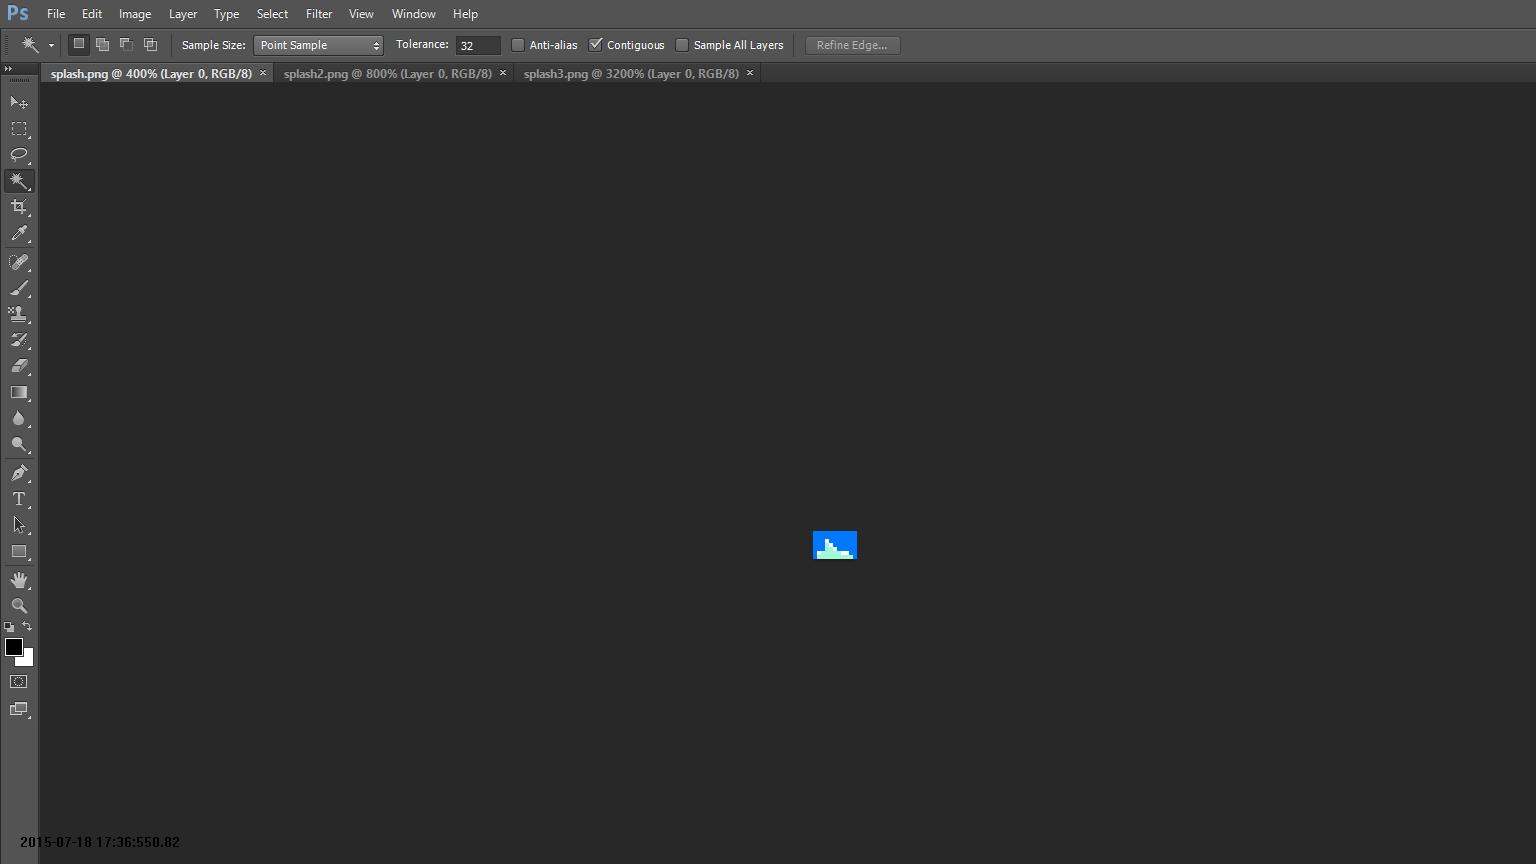 Ps File Edit Image Layer Type Select Filter View Window Help
Sample Size: Point Sample Tolerance: 32 Anti-alias Contiguous Sample All Layers Refine Edge...
splash.png @ 400% (Layer 0, RGB/8) × splash2.png @ 800% (Layer 0, RGB/8) × splash3.png @ 3200% (Layer 0, RGB/8) ×
T
2015-07-18 17:36:550.82